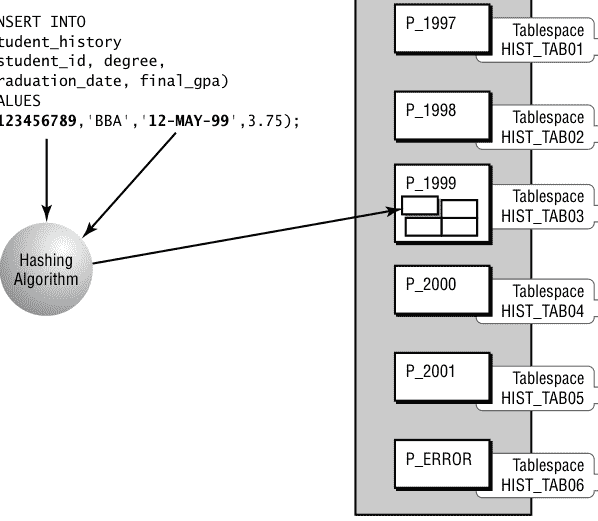 NSERT INTO
tudent_history
student_id, degree,
raduation_date, final_gpa)
ALUES
123456789,'BBA','12-MAY-99',3.75);
Hashing
Algorithm
P_1997
Tablespace
HIST_TAB01
P_1998
Tablespace
HIST_TAB02
P_1999
Tablespace
HIST_TAB03
P_2000
Tablespace
HIST_TAB04
P_2001
Tablespace
HIST_TAB05
P_ERROR
Tablespace
HIST_TAB06